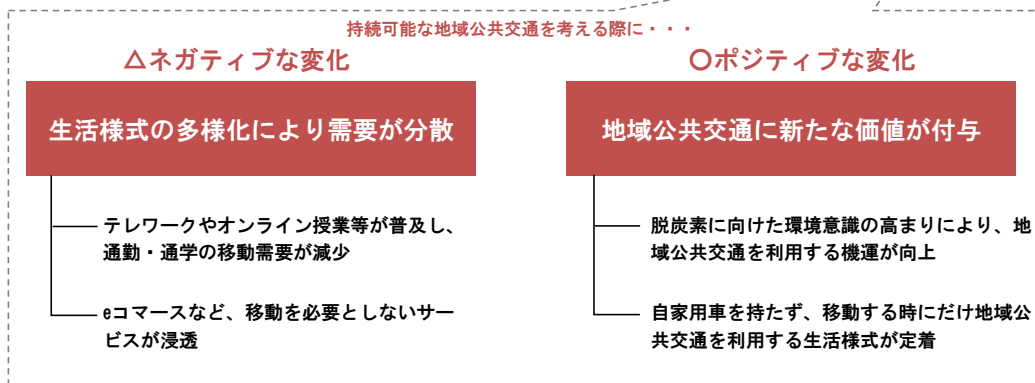 持続可能な地域公共交通を考える際に・・・
△ネガティブな変化
生活様式の多様化により需要が分散
テレワークやオンライン授業等が普及し、
通勤・通学の移動需要が減少
eコマースなど、移動を必要としないサー
ビスが浸透
〇ポジティブな変化
地域公共交通に新たな価値が付与
脱炭素に向けた環境意識の高まりにより、地
域公共交通を利用する機運が向上
自家用車を持たず、移動する時にだけ地域公
共交通を利用する生活様式が定着